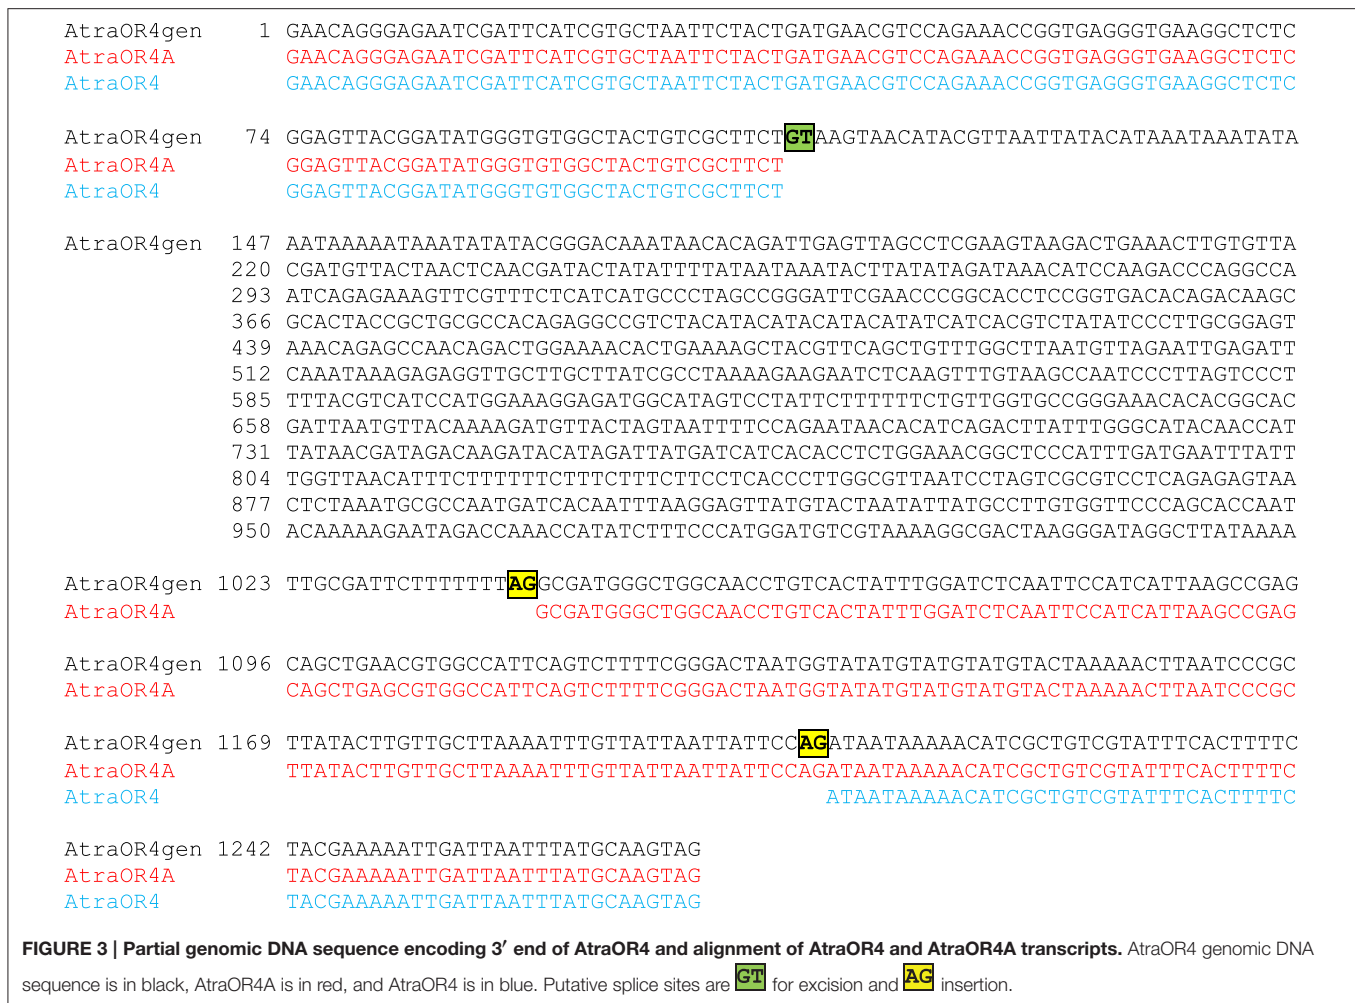 AtraOR4gen 1 GAACAGGGAGAATCGATTCATCGTGCTAATTCTACTGATGAACGTCCAGAAACCGGTGAGGGTGAAGGCTCTC
AtraOR4A GAACAGGGAGAATCGATTCATCGTGCTAATTCTACTGATGAACGTCCAGAAACCGGTGAGGGTGAAGGCTCTC
AtraOR4 GAACAGGGAGAATCGATTCATCGTGCTAATTCTACTGATGAACGTCCAGAAACCGGTGAGGGTGAAGGCTCTC
AtraOR4gen 74 GGAGTTACGGATATGGGTGTGGCTACTGTCGCTTCTGTAAGTAACATACGTTAATTATACATAAATAAATATA
AtraOR4A GGAGTTACGGATATGGGTGTGGCTACTGTCGCTTCT
AtraOR4 GGAGTTACGGATATGGGTGTGGCTACTGTCGCTTCT
AtraOR4gen 147 AATAAAAATAAATATATACGGGACAAATAACACAGATTGAGTTAGCCTCGAAGTAAGACTGAAACTTGTGTTA
220 CGATGTTACTAACTCAACGATACTATATTTTATAATAAATACTTATATAGATAAACATCCAAGACCCAGGCCA
293 ATCAGAGAAAGTTCGTTTCTCATCATGCCCTAGCCGGGATTCGAACCCGGCACCTCCGGTGACACAGACAAGC
366 GCACTACCGCTGCGCCACAGAGGCCGTCTACATACATACATACATATCATCACGTCTATATCCCTTGCGGAGT
439 AAACAGAGCCAACAGACTGGAAAACACTGAAAAGCTACGTTCAGCTGTTTGGCTTAATGTTAGAATTGAGATT
512 CAAATAAAGAGAGGTTGCTTGCTTATCGCCTAAAAGAAGAATCTCAAGTTTGTAAGCCAATCCCTTAGTCCCT
585 TTTACGTCATCCATGGAAAGGAGATGGCATAGTCCTATTCTTTTTTCTGTTGGTGCCGGGAAACACACGGCAC
658 GATTAATGTTACAAAAGATGTTACTAGTAATTTTCCAGAATAACACATCAGACTTATTTGGGCATACAACCAT
731 TATAACGATAGACAAGATACATAGATTATGATCATCACACCTCTGGAAACGGCTCCCATTTGATGAATTTATT
804 TGGTTAACATTTCTTTTTTCTTTCTTTCTTCCTCACCCTTGGCGTTAATCCTAGTCGCGTCCTCAGAGAGTAA
877 CTCTAAATGCGCCAATGATCACAATTTAAGGAGTTATGTACTAATATTATGCCTTGTGGTTCCCAGCACCAAT
950 ACAAAAAGAATAGACCAAACCATATCTTTCCCATGGATGTCGTAAAAGGCGACTAAGGGATAGGCTTATAAAA
AtraOR4gen 1023 TTGCGATTCTTTTTTTAGGCGATGGGCTGGCAACCTGTCACTATTTGGATCTCAATTCCATCATTAAGCCGAG
AtraOR4A GCGATGGGCTGGCAACCTGTCACTATTTGGATCTCAATTCCATCATTAAGCCGAG
AtraOR4gen 1096 CAGCTGAACGTGGCCATTCAGTCTTTTCGGGACTAATGGTATATGTATGTATGTACTAAAAACTTAATCCCGC
AtraOR4A CAGCTGAGCGTGGCCATTCAGTCTTTTCGGGACTAATGGTATATGTATGTATGTACTAAAAACTTAATCCCGC
AtraOR4gen 1169 TTATACTTGTTGCTTAAAATTTGTTATTAATTATTCCAGATAATAAAAACATCGCTGTCGTATTTCACTTTTC
AtraOR4A TTATACTTGTTGCTTAAAATTTGTTATTAATTATTCCAGATAATAAAAACATCGCTGTCGTATTTCACTTTTC
AtraOR4 ATAATAAAAACATCGCTGTCGTATTTCACTTTTC
AtraOR4gen 1242 TACGAAAAATTGATTAATTTATGCAAGTAG
AtraOR4A TACGAAAAATTGATTAATTTATGCAAGTAG
AtraOR4 TACGAAAAATTGATTAATTTATGCAAGTAG
FIGURE 3 | Partial genomic DNA sequence encoding 3′ end of AtraOR4 and alignment of AtraOR4 and AtraOR4A transcripts. AtraOR4 genomic DNA
sequence is in black, AtraOR4A is in red, and AtraOR4 is in blue. Putative splice sites are GT for excision and AG insertion.